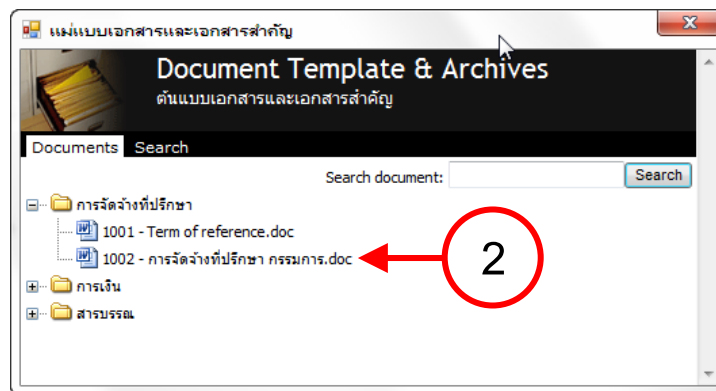 แม่แบบเอกสารและเอกสารสำคัญ
Document Template & Archives
ต้นแบบเอกสารและเอกสารสำคัญ
Documents Search
Search document: Search
การจัดจ้างที่ปรึกษา
1001 - Term of reference.doc
1002 - การจัดจ้างที่ปรึกษา กรรมการ.doc
2
การเงิน
สารบรรณ